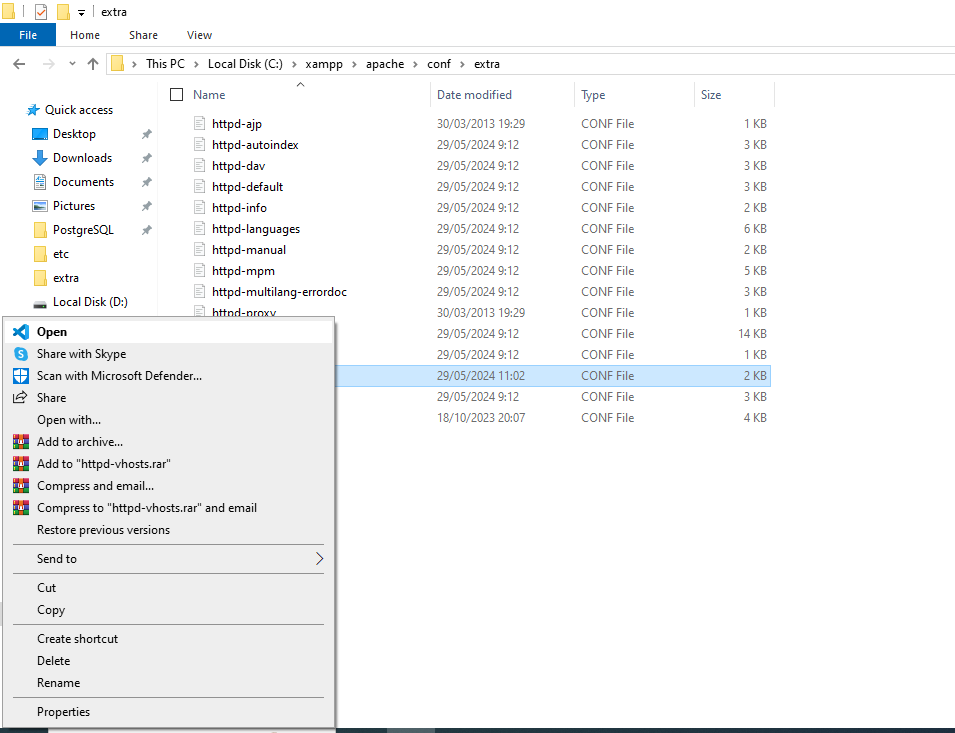 extra
File Home Share View
This PC > Local Disk (C:) > xampp > apache > conf > extra
Name Date modified Type Size
Quick access
Desktop
Downloads
Documents
Pictures
PostgreSQL
etc
extra
Local Disk (D:)
httpd-ajp 30/03/2013 19:29 CONF File 1 KB
httpd-autoindex 29/05/2024 9:12 CONF File 3 KB
httpd-dav 29/05/2024 9:12 CONF File 3 KB
httpd-default 29/05/2024 9:12 CONF File 3 KB
httpd-info 29/05/2024 9:12 CONF File 2 KB
httpd-languages 29/05/2024 9:12 CONF File 6 KB
httpd-manual 29/05/2024 9:12 CONF File 2 KB
httpd-mpm 29/05/2024 9:12 CONF File 5 KB
httpd-multilang-errordoc 29/05/2024 9:12 CONF File 3 KB
httpd-proxy 30/03/2013 19:29 CONF File 1 KB
29/05/2024 9:12 CONF File 14 KB
29/05/2024 9:12 CONF File 1 KB
29/05/2024 11:02 CONF File 2 KB
29/05/2024 9:12 CONF File 3 KB
18/10/2023 20:07 CONF File 4 KB
Open
Share with Skype
Scan with Microsoft Defender...
Share
Open with...
Add to archive...
Add to "httpd-vhosts.rar"
Compress and email...
Compress to "httpd-vhosts.rar" and email
Restore previous versions
Send to
Cut
Copy
Create shortcut
Delete
Rename
Properties